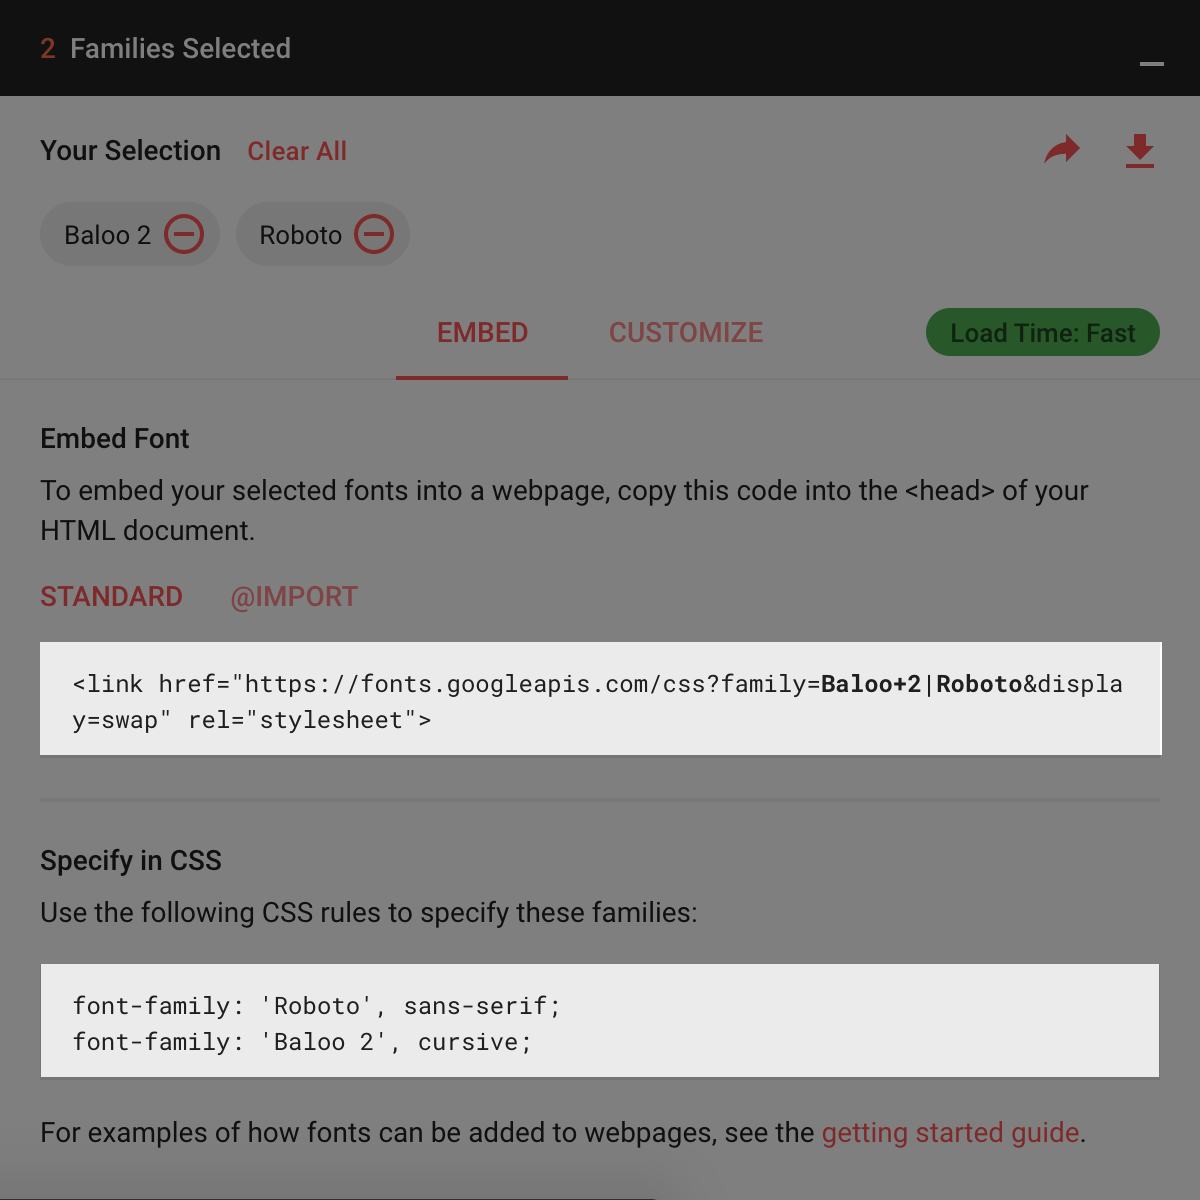 2 Families Selected
Your Selection Clear All
Baloo 2 Roboto
EMBED CUSTOMIZE Load Time: Fast
Embed Font
To embed your selected fonts into a webpage, copy this code into the <head> of your
HTML document.
STANDARD @IMPORT
<link href="https://fonts.googleapis.com/css?family=Baloo+2|Roboto&displa
y=swap" rel="stylesheet">
Specify in CSS
Use the following CSS rules to specify these families:
font-family: 'Roboto', sans-serif;
font-family: 'Baloo 2', cursive;
For examples of how fonts can be added to webpages, see the getting started guide.